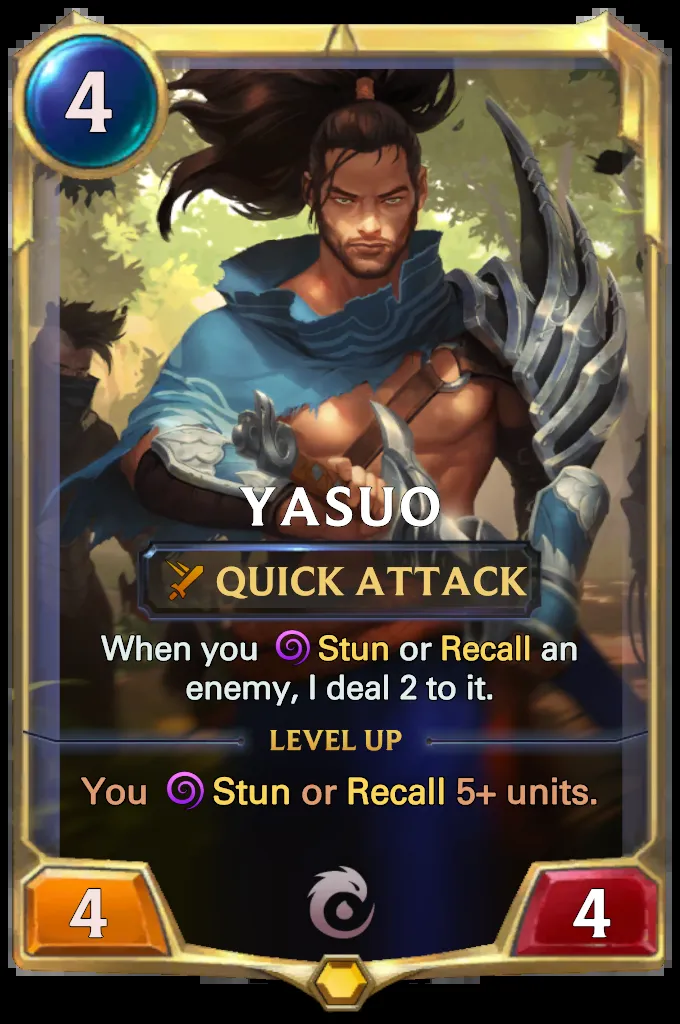 4
YASUO
QUICK ATTACK
When you Stun or Recall an
enemy, I deal 2 to it.
LEVEL UP
You Stun or Recall 5+ units.
4
4